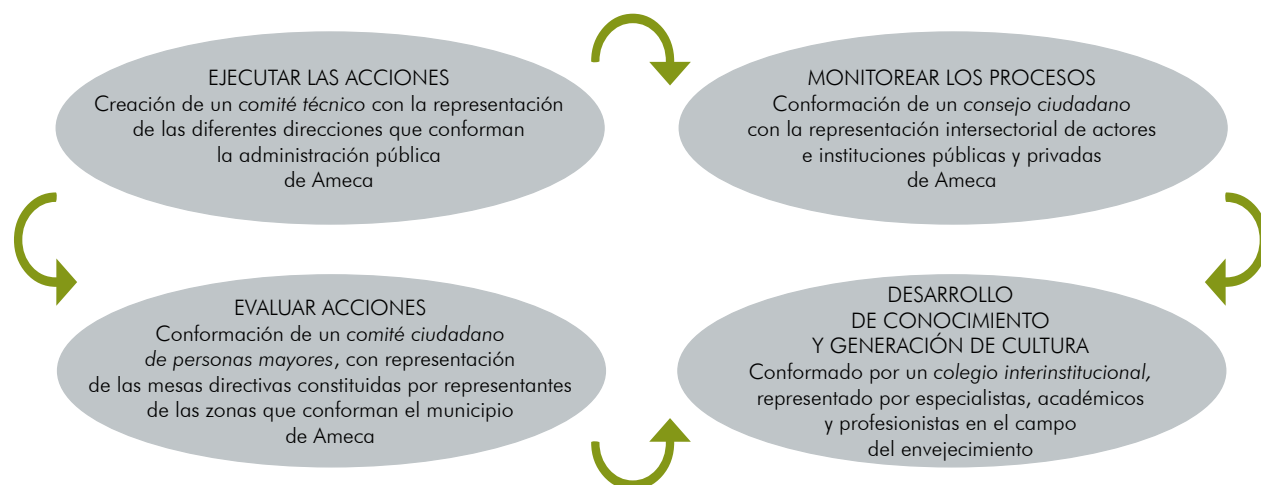 EJECUTAR LAS ACCIONES
Creación de un comité técnico con la representación
de las diferentes direcciones que conforman
la administración pública
de Ameca
MONITOREAR LOS PROCESOS
Conformación de un consejo ciudadano
con la representación intersectorial de actores
e instituciones públicas y privadas
de Ameca
EVALUAR ACCIONES
Conformación de un comité ciudadano
de personas mayores, con representación
de las mesas directivas constituidas por representantes
de las zonas que conforman el municipio
de Ameca
DESARROLLO
DE CONOCIMIENTO
Y GENERACIÓN DE CULTURA
Conformado por un colegio interinstitucional,
representado por especialistas, académicos
y profesionistas en el campo
del envejecimiento